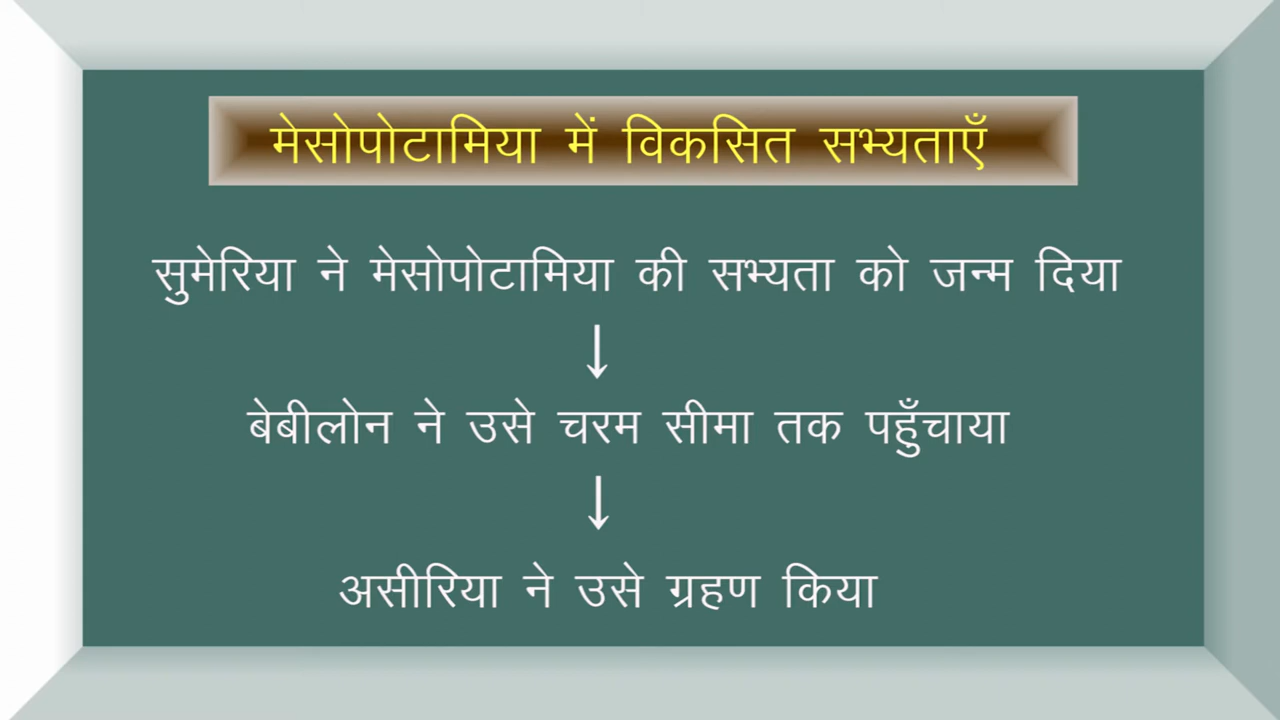 मेसोपोटामिया में विकसित सभ्यताएँ
सुमेरिया ने मेसोपोटामिया की सभ्यता को जन्म दिया
↓
बेबीलोन ने उसे चरम सीमा तक पहुँचाया
↓
असीरिया ने उसे ग्रहण किया